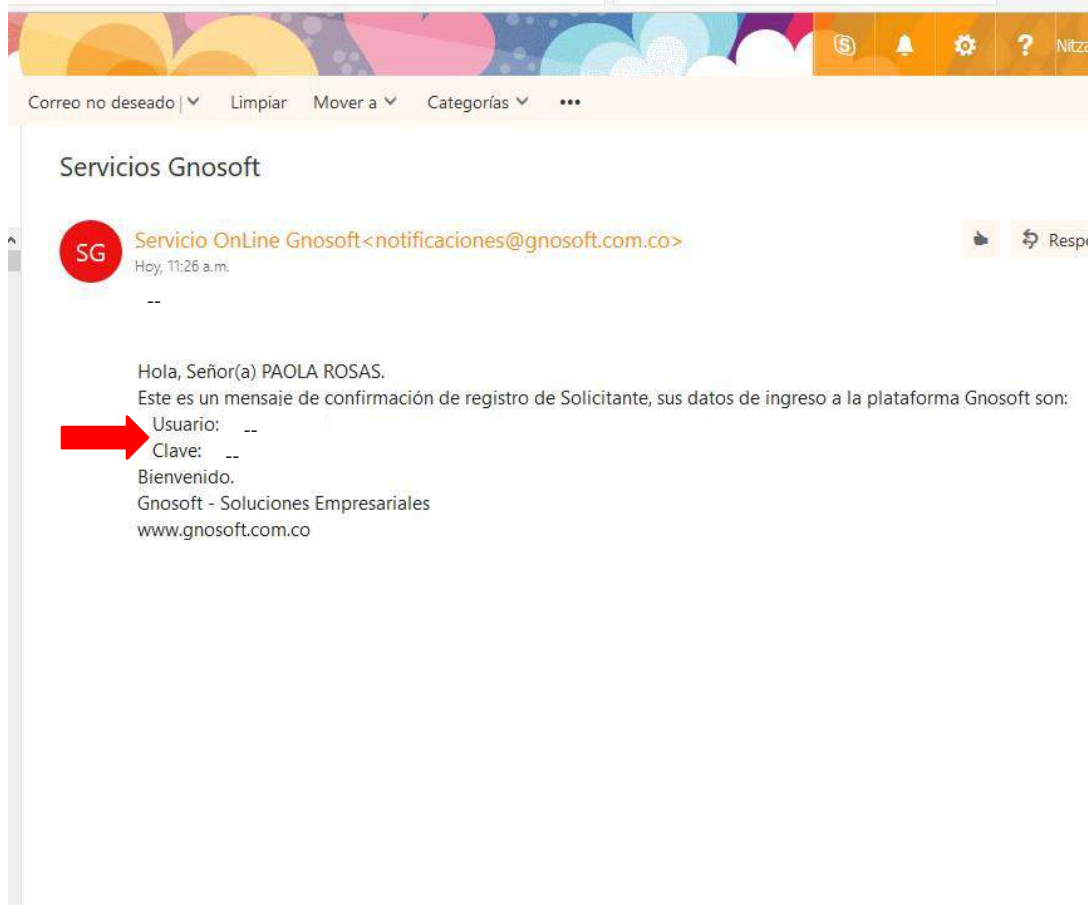 Nitza
Correo no deseado | Limpiar Mover a Categorías •••
Servicios Gnosoft
SG
Servicio OnLine Gnosoft<notificaciones@gnosoft.com.co>
Respo
Hoy, 11:26 a.m.
--
Hola, Señor(a) PAOLA ROSAS.
Este es un mensaje de confirmación de registro de Solicitante, sus datos de ingreso a la plataforma Gnosoft son:
Usuario: --
Clave: --
Bienvenido.
Gnosoft - Soluciones Empresariales
www.gnosoft.com.co